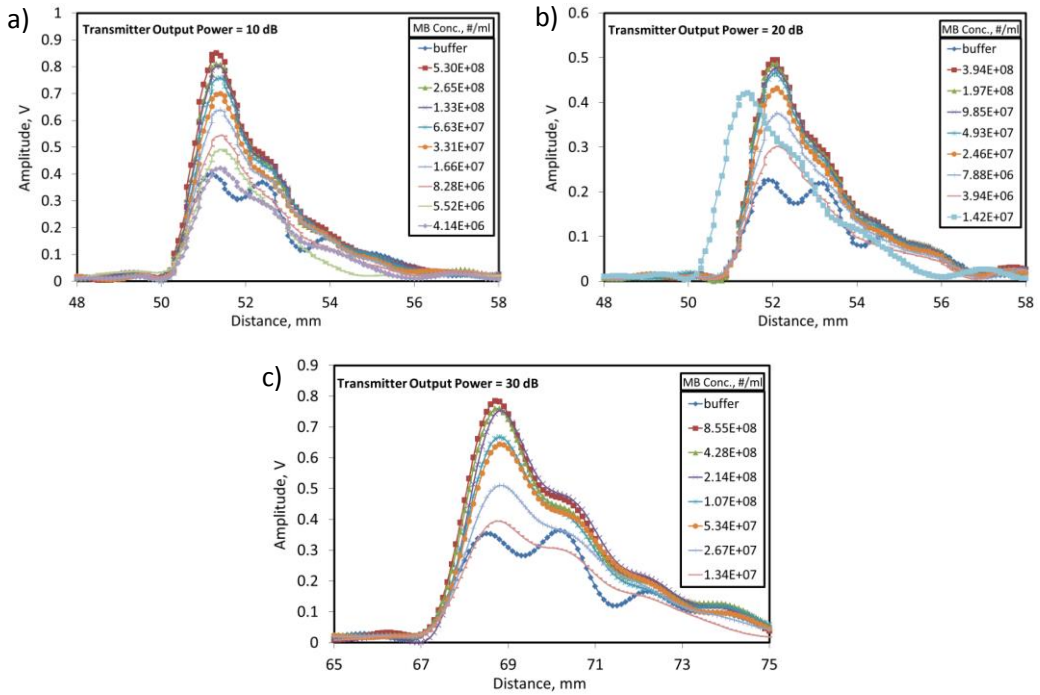 a)
Transmitter Output Power = 10 dB
MB Conc., #/ml
buffer
5.30E+08
2.65E+08
1.33E+08
6.63E+07
3.31E+07
1.66E+07
8.28E+06
5.52E+06
4.14E+06
Amplitude, V
1
0.9
0.8
0.7
0.6
0.5
0.4
0.3
0.2
0.1
0
48 50 52 54 56 58
Distance, mm
b)
Transmitter Output Power = 20 dB
MB Conc., #/ml
buffer
3.94E+08
1.97E+08
9.85E+07
4.93E+07
2.46E+07
7.88E+06
3.94E+06
1.42E+07
Amplitude, V
0.6
0.5
0.4
0.3
0.2
0.1
0
48 50 52 54 56 58
Distance, mm
c)
Transmitter Output Power = 30 dB
MB Conc., #/ml
buffer
8.55E+08
4.28E+08
2.14E+08
1.07E+08
5.34E+07
2.67E+07
1.34E+07
Amplitude, V
0.9
0.8
0.7
0.6
0.5
0.4
0.3
0.2
0.1
0
65 67 69 71 73 75
Distance, mm